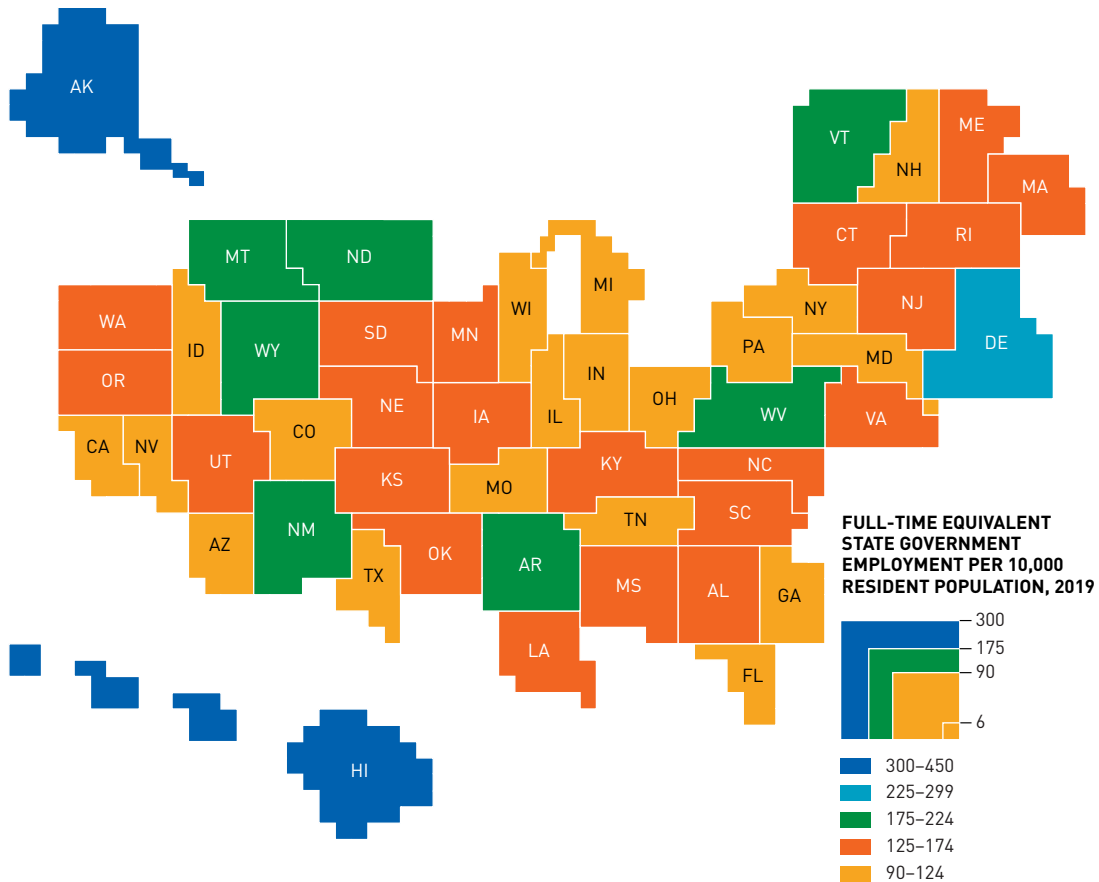 AK
VT
NH
ME
MA
CT
RI
MT
ND
WI
MI
NY
NJ
WA
ID
WY
SD
MN
PA
MD
DE
OR
NE
IA
IL
IN
OH
WV
VA
CA
NV
UT
CO
KS
MO
KY
NC
AZ
NM
TX
OK
AR
TN
SC
MS
AL
GA
LA
FL
HI
FULL-TIME EQUIVALENT
STATE GOVERNMENT
EMPLOYMENT PER 10,000
RESIDENT POPULATION, 2019
300
175
90
6
300–450
225–299
175–224
125–174
90–124